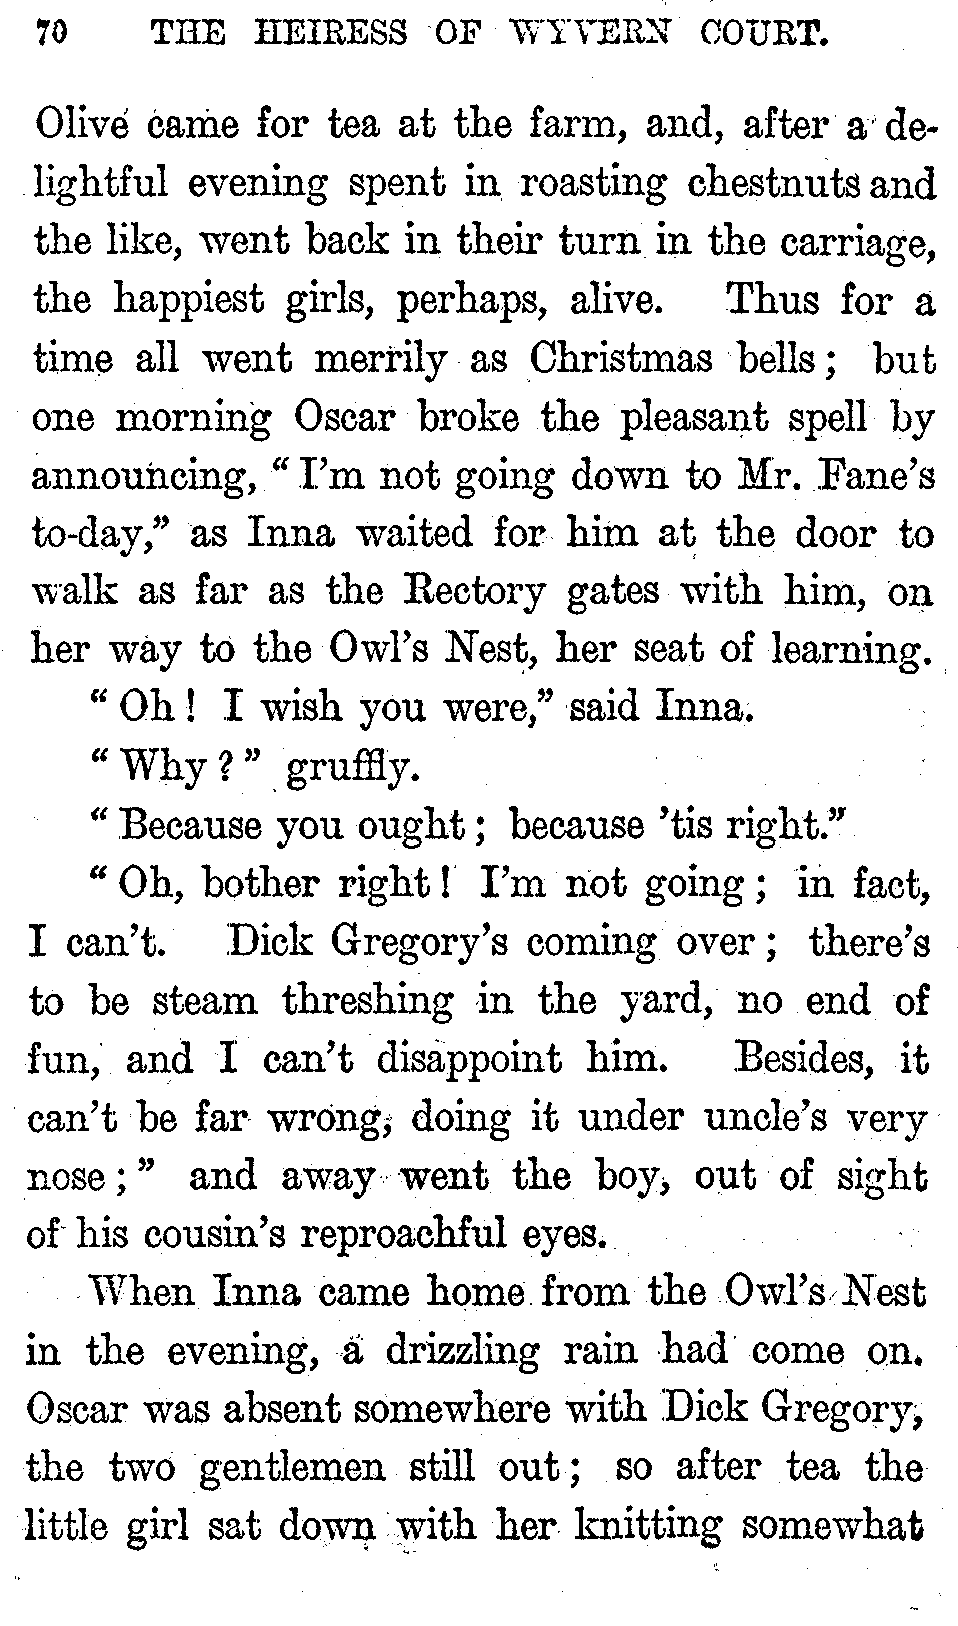 70 THE HEIRESS OF WYVERN COURT.
Olive came for tea at the farm, and, after a de-
lightful evening spent in roasting chestnuts and
the like, went back in their turn in the carriage,
the happiest girls, perhaps, alive. Thus for a
time all went merrily as Christmas bells; but
one morning Oscar broke the pleasant spell by
announcing, "I'm not going down to Mr. Fane's
to-day," as Inna waited for him at the door to
walk as far as the Rectory gates with him, on
her way to the Owl's Nest, her seat of learning.
"Oh! I wish you were," said Inna.
"Why?" gruffly.
"Because you ought; because 'tis right."
"Oh, bother right! I'm not going; in fact,
I can't. Dick Gregory's coming over; there's
to be steam threshing in the yard, no end of
fun, and I can't disappoint him. Besides, it
can't be far wrong, doing it under uncle's very
nose;" and away went the boy, out of sight
of his cousin's reproachful eyes.
When Inna came home from the Owl's Nest
in the evening, a drizzling rain had come on.
Oscar was absent somewhere with Dick Gregory,
the two gentlemen still out; so after tea the
little girl sat down with her knitting somewhat